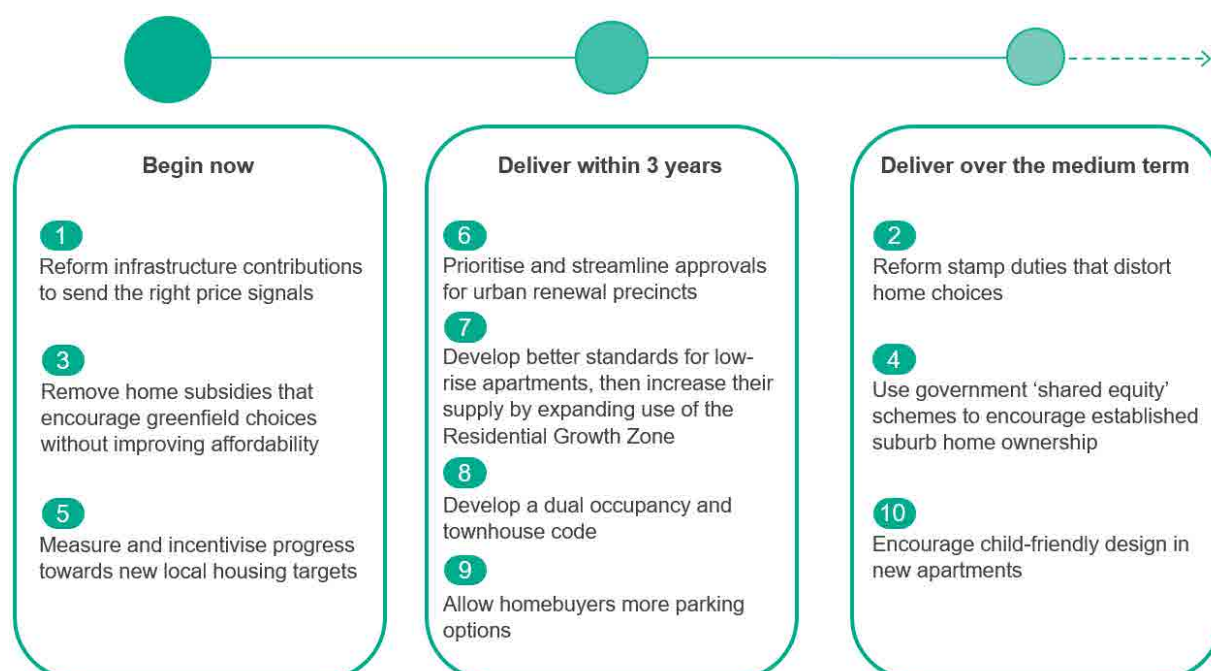 Begin now
1
Reform infrastructure contributions
to send the right price signals
3
Remove home subsidies that
encourage greenfield choices
without improving affordability
5
Measure and incentivise progress
towards new local housing targets
Deliver within 3 years
6
Prioritise and streamline approvals
for urban renewal precincts
7
Develop better standards for low-
rise apartments, then increase their
supply by expanding use of the
Residential Growth Zone
8
Develop a dual occupancy and
townhouse code
9
Allow homebuyers more parking
options
Deliver over the medium term
2
Reform stamp duties that distort
home choices
4
Use government ‘shared equity’
schemes to encourage established
suburb home ownership
10
Encourage child-friendly design in
new apartments